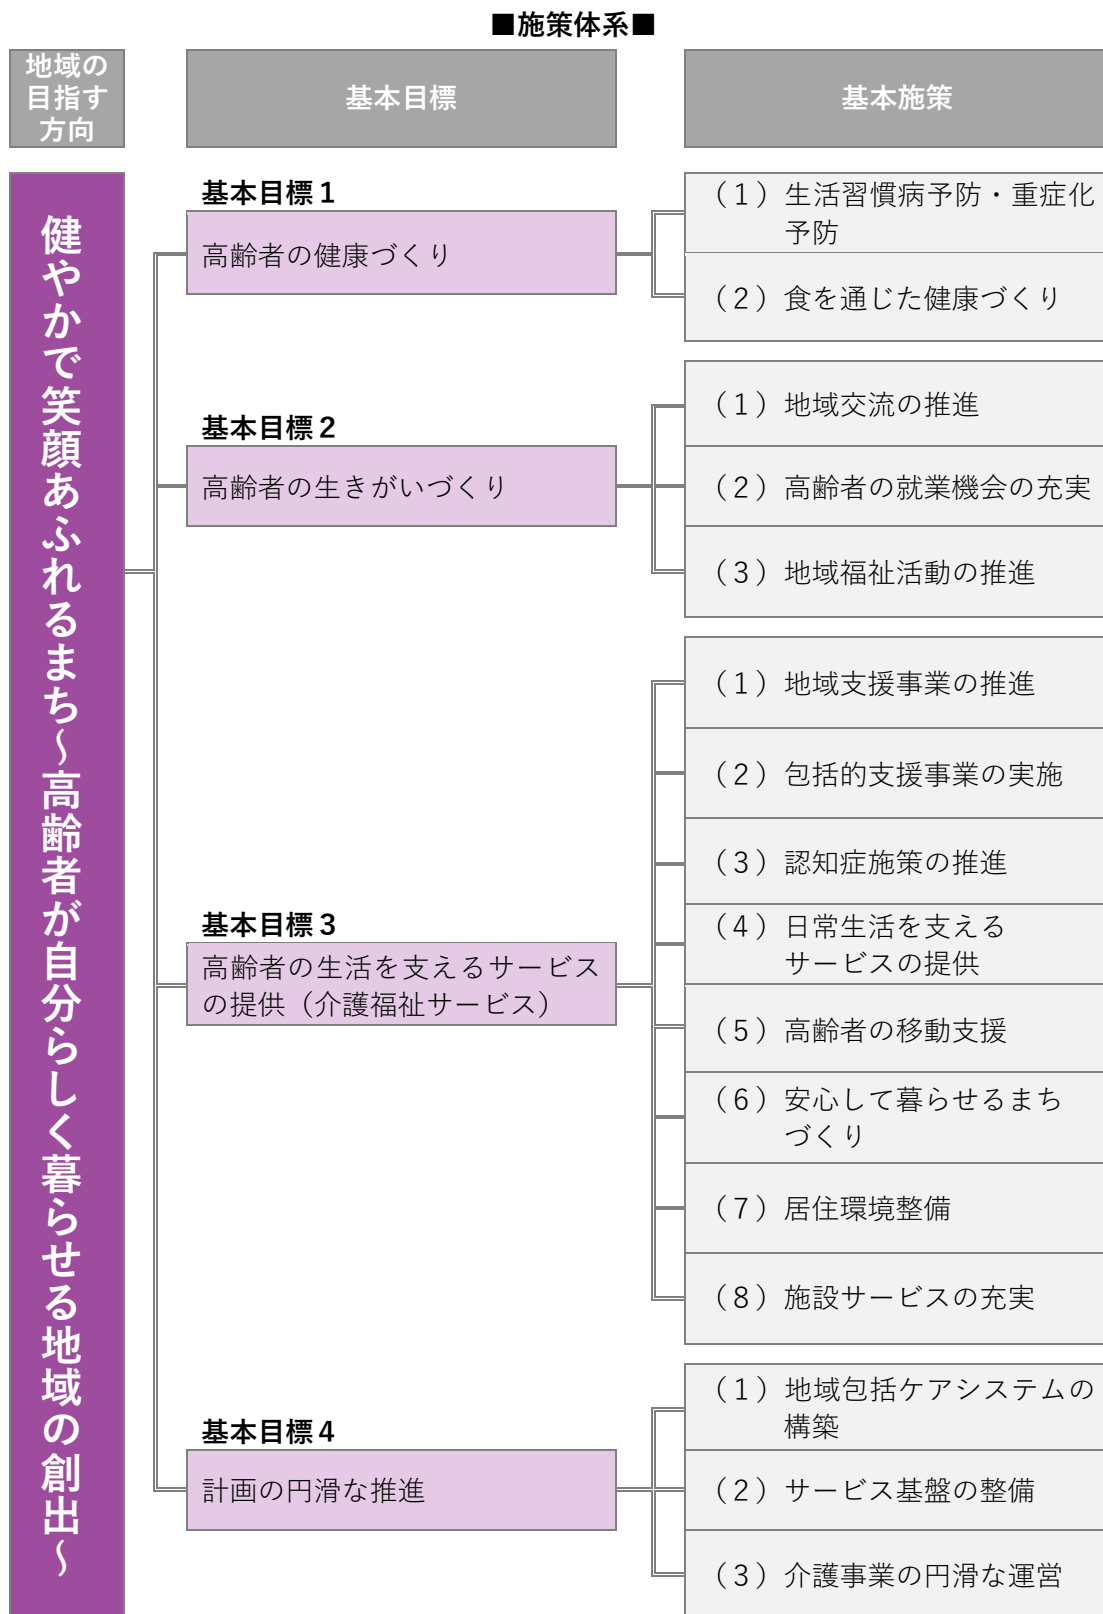 ■施策体系■
地域の
目指す
方向
基本目標
基本施策
健やかで笑顔あふれるまち～高齢者が自分らしく暮らせる地域の創出～
基本目標１
高齢者の健康づくり
（１）生活習慣病予防・重症化
予防
（２）食を通じた健康づくり
基本目標２
高齢者の生きがいづくり
（１）地域交流の推進
（２）高齢者の就業機会の充実
（３）地域福祉活動の推進
基本目標３
高齢者の生活を支えるサービス
の提供（介護福祉サービス）
（１）地域支援事業の推進
（２）包括的支援事業の実施
（３）認知症施策の推進
（４）日常生活を支える
サービスの提供
（５）高齢者の移動支援
（６）安心して暮らせるまち
づくり
（７）居住環境整備
（８）施設サービスの充実
基本目標４
計画の円滑な推進
（１）地域包括ケアシステムの
構築
（２）サービス基盤の整備
（３）介護事業の円滑な運営